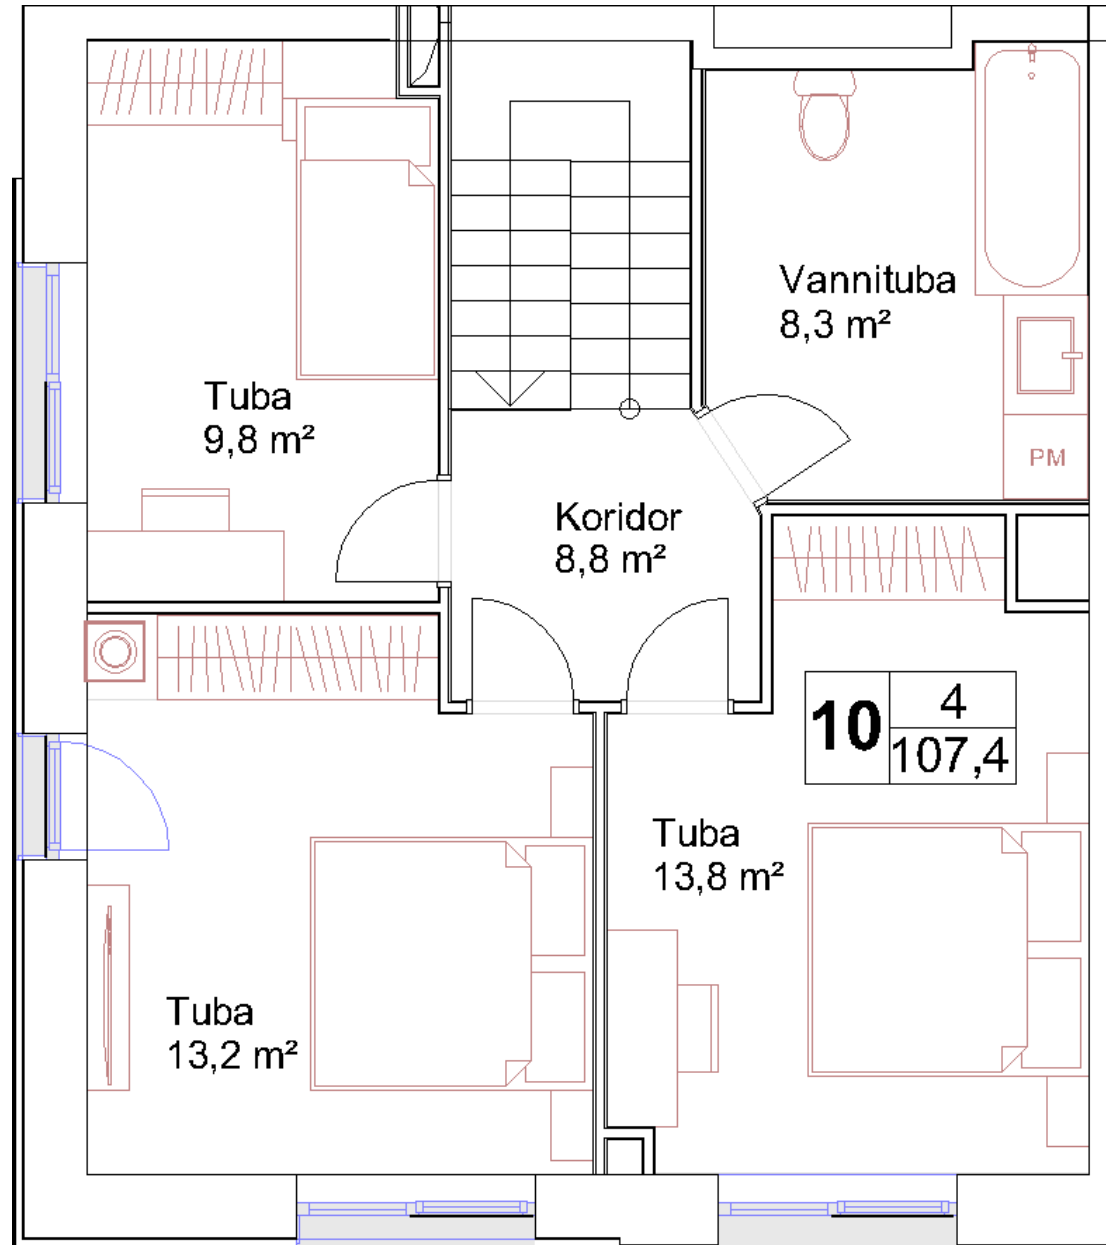 Vannituba
8,3 m²
Tuba
9,8 m²
PM
Koridor
8,8 m²
10
4
107,4
Tuba
13,8 m²
Tuba
13,2 m²